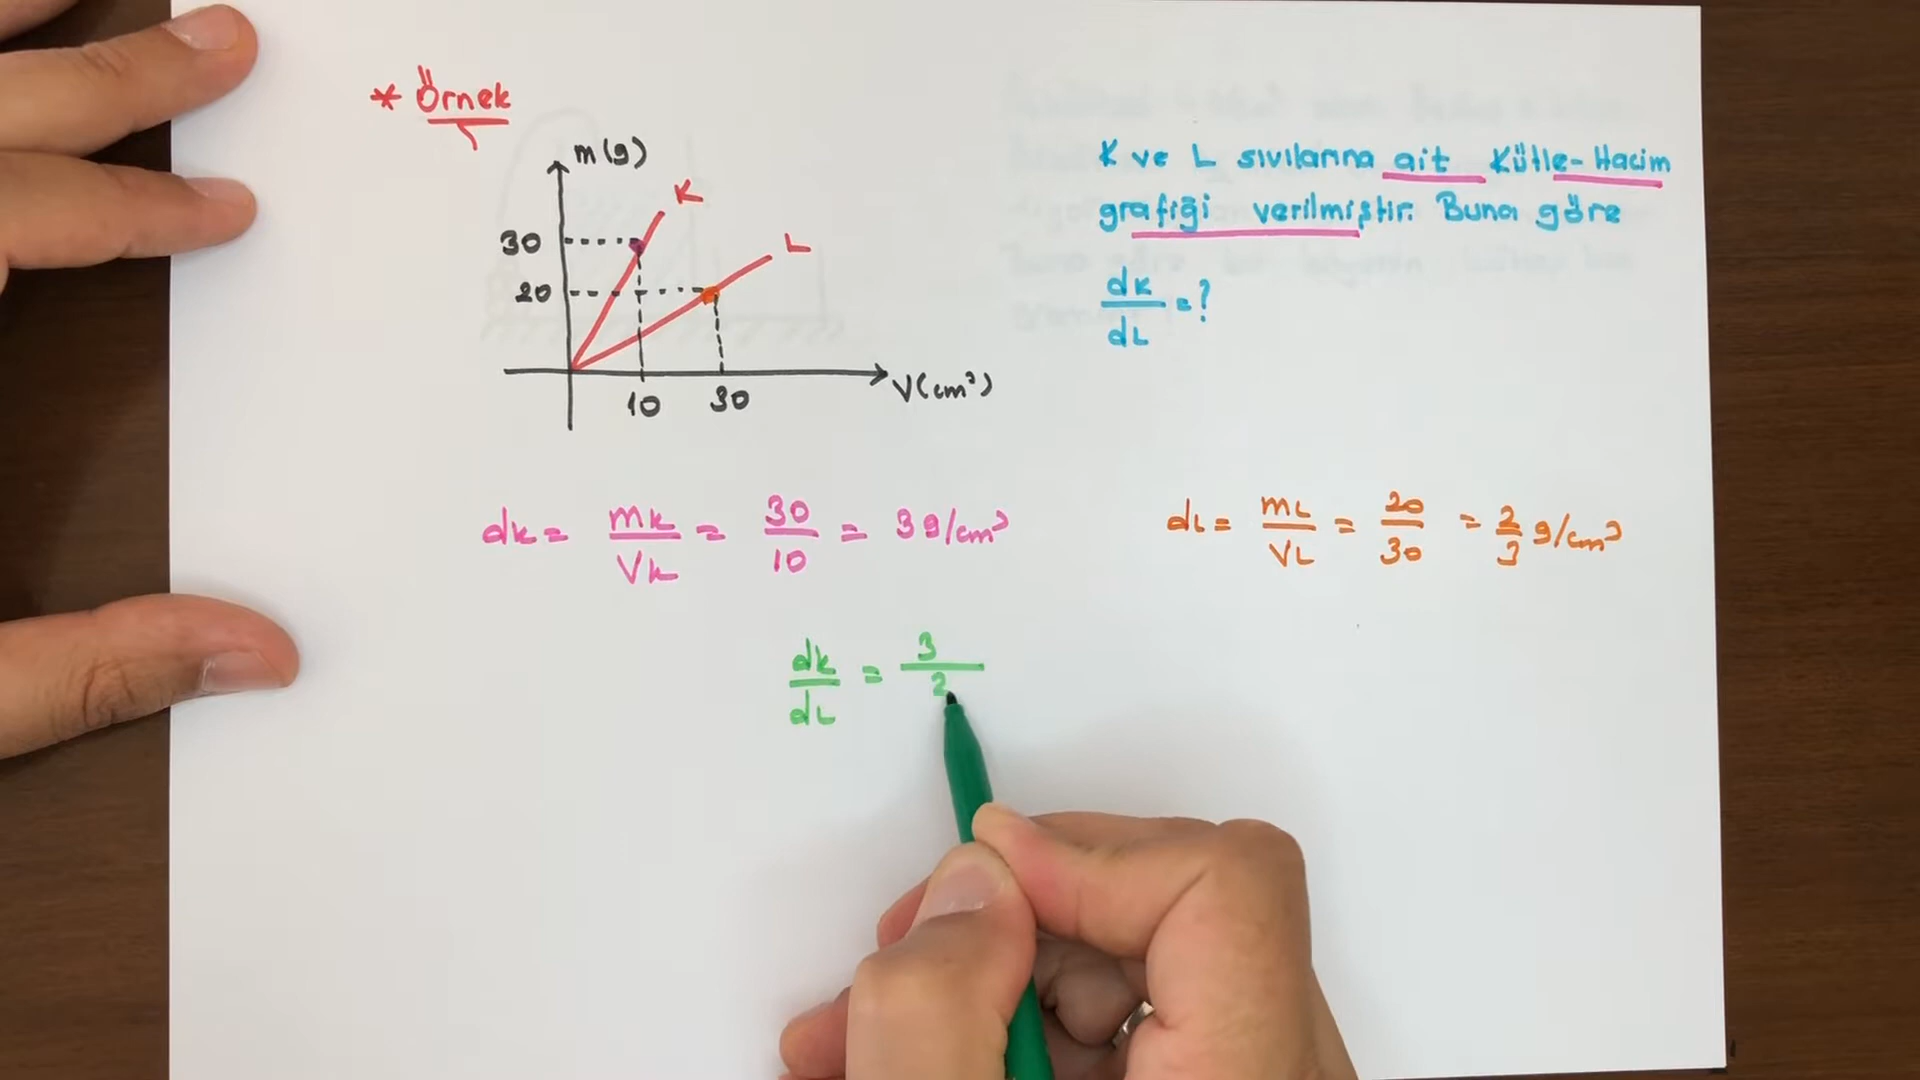 * Örnek
m(g)
K
L
30
20
10 30
V(cm³)
K ve L sıvılarına ait Kütle-Hacim
grafiği verilmiştir. Buna göre
dK/dL = ?
dK = mK/VK = 30/10 = 3 g/cm³
dL = mL/VL = 20/30 = 2/3 g/cm³
dK/dL = 3/2